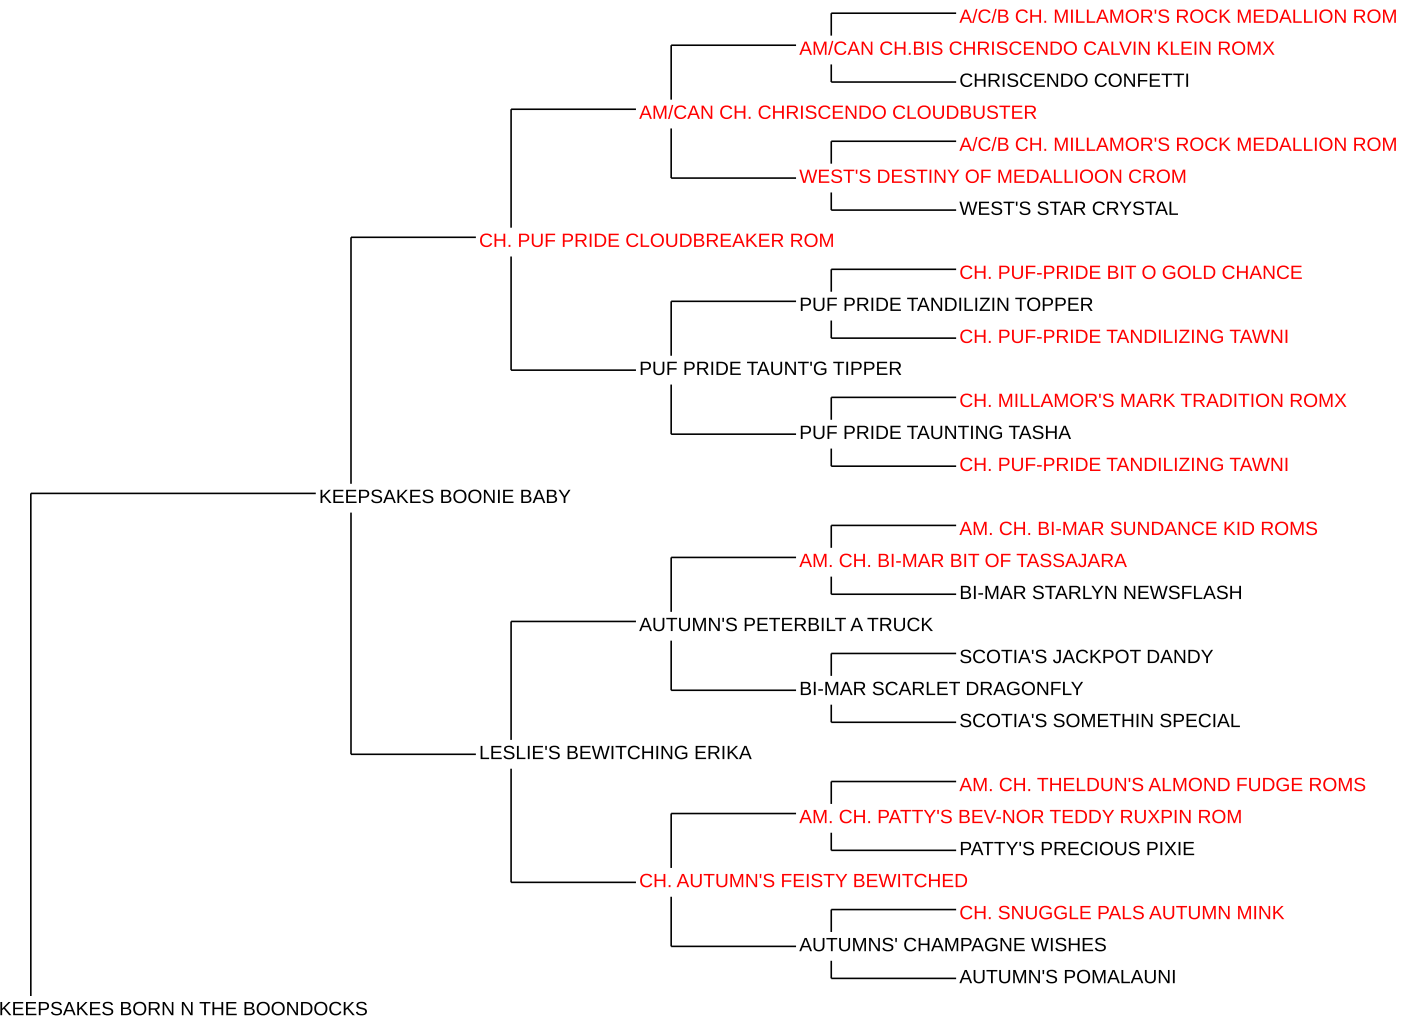 A/C/B CH. MILLAMOR'S ROCK MEDALLION ROM
AM/CAN CH.BIS CHRISCENDO CALVIN KLEIN ROMX
CHRISCENDO CONFETTI
AM/CAN CH. CHRISCENDO CLOUDBUSTER
A/C/B CH. MILLAMOR'S ROCK MEDALLION ROM
WEST'S DESTINY OF MEDALLIOON CROM
WEST'S STAR CRYSTAL
CH. PUF PRIDE CLOUDBREAKER ROM
CH. PUF-PRIDE BIT O GOLD CHANCE
PUF PRIDE TANDILIZIN TOPPER
CH. PUF-PRIDE TANDILIZING TAWNI
PUF PRIDE TAUNT'G TIPPER
CH. MILLAMOR'S MARK TRADITION ROMX
PUF PRIDE TAUNTING TASHA
CH. PUF-PRIDE TANDILIZING TAWNI
KEEPSAKES BOONIE BABY
AM. CH. BI-MAR SUNDANCE KID ROMS
AM. CH. BI-MAR BIT OF TASSAJARA
BI-MAR STARLYN NEWSFLASH
AUTUMN'S PETERBILT A TRUCK
SCOTIA'S JACKPOT DANDY
BI-MAR SCARLET DRAGONFLY
SCOTIA'S SOMETHIN SPECIAL
LESLIE'S BEWITCHING ERIKA
AM. CH. THELDUN'S ALMOND FUDGE ROMS
AM. CH. PATTY'S BEV-NOR TEDDY RUXPIN ROM
PATTY'S PRECIOUS PIXIE
CH. AUTUMN'S FEISTY BEWITCHED
CH. SNUGGLE PALS AUTUMN MINK
AUTUMNS' CHAMPAGNE WISHES
AUTUMN'S POMALAUNI
KEEPSAKES BORN N THE BOONDOCKS